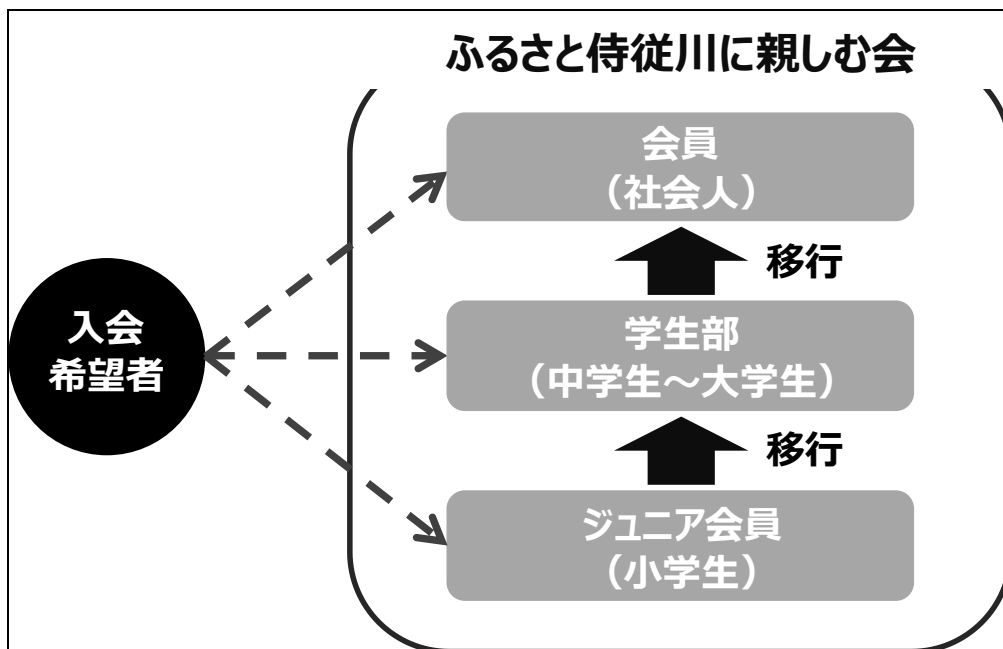 ふるさと侍従川に親しむ会
会員
（社会人）
移行
入会
希望者
学生部
（中学生～大学生）
移行
ジュニア会員
（小学生）